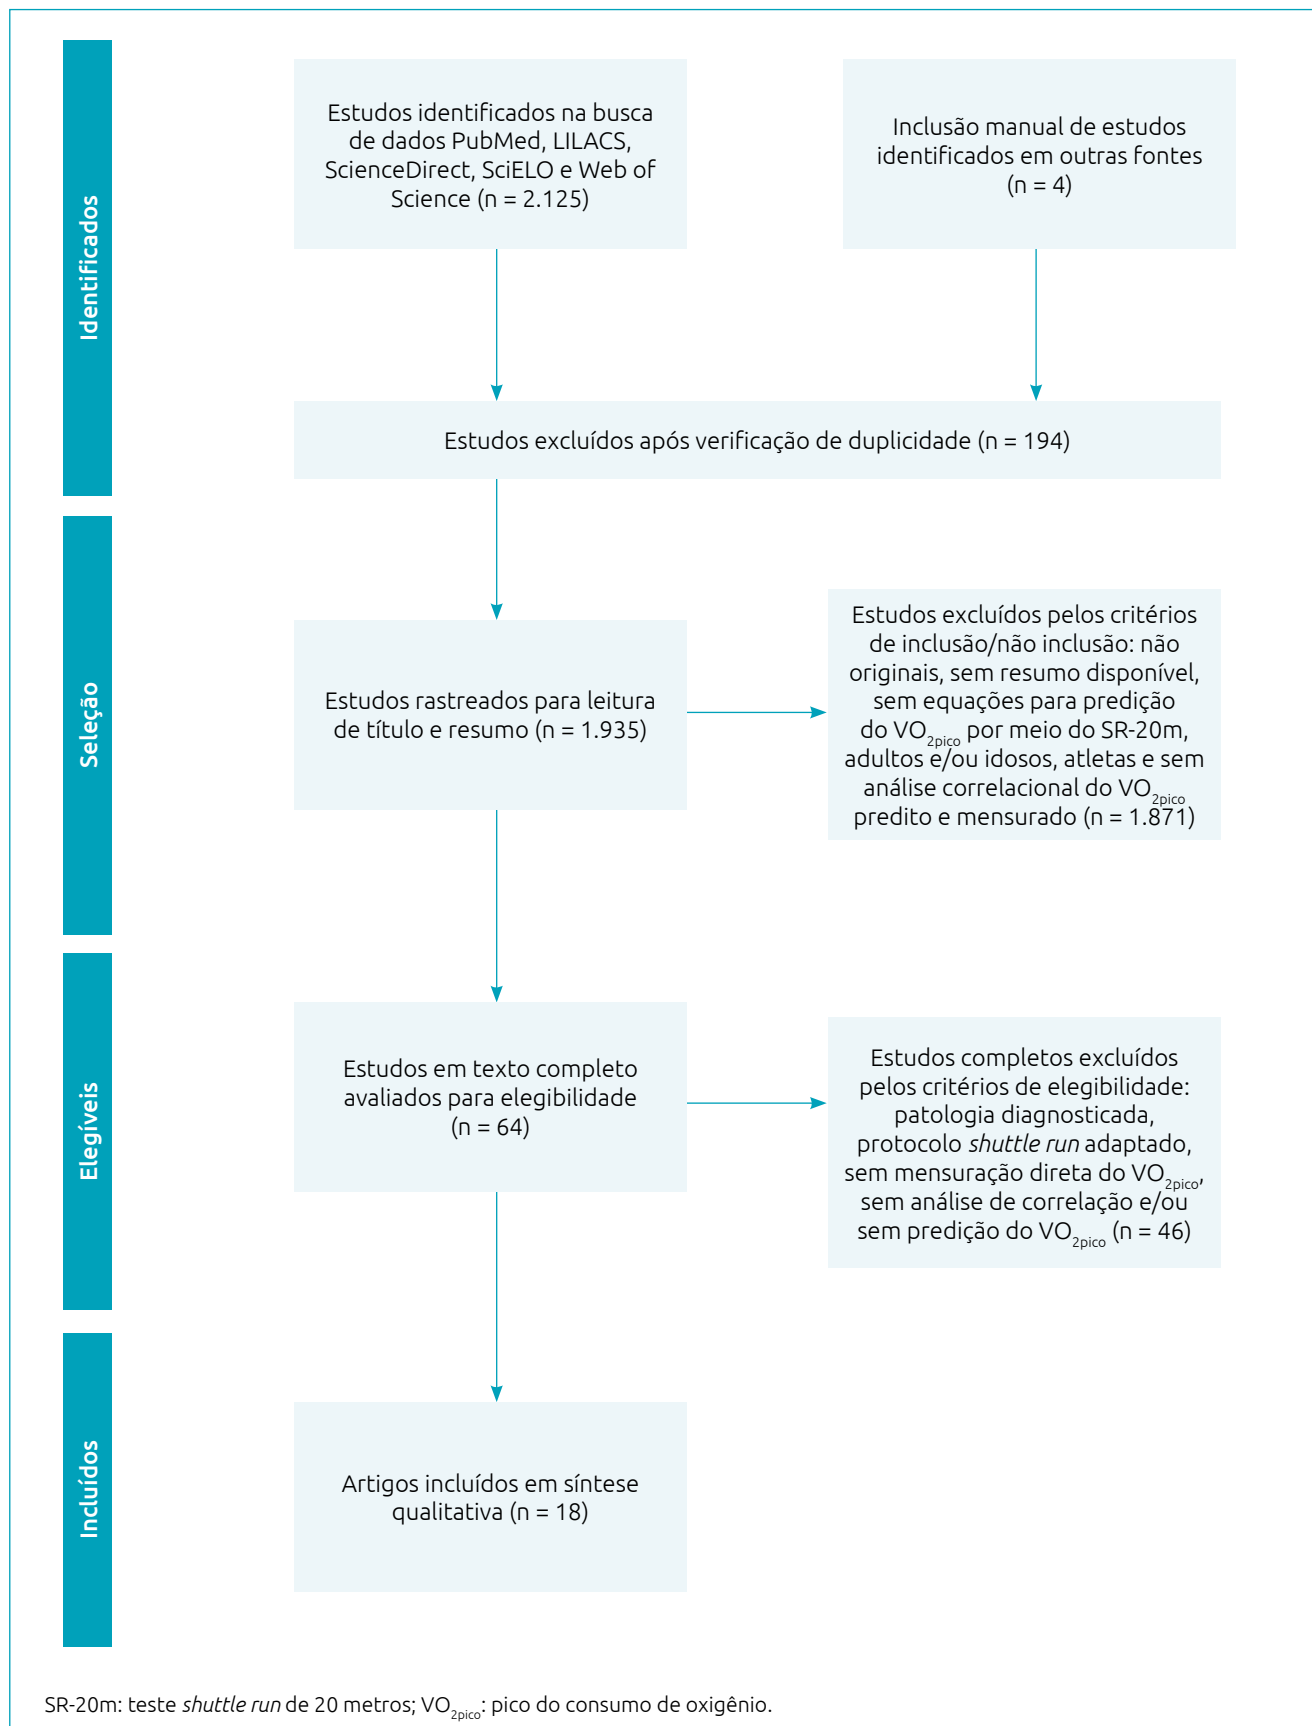 Identificados
Estudos identificados na busca
de dados PubMed, LILACS,
ScienceDirect, SciELO e Web of
Science (n = 2.125)
Inclusão manual de estudos
identificados em outras fontes
(n = 4)
Estudos excluídos após verificação de duplicidade (n = 194)
Seleção
Estudos rastreados para leitura
de título e resumo (n = 1.935)
Estudos excluídos pelos critérios
de inclusão/não inclusão: não
originais, sem resumo disponível,
sem equações para predição
do VO2pico por meio do SR-20m,
adultos e/ou idosos, atletas e sem
análise correlacional do VO2pico
predito e mensurado (n = 1.871)
Elegíveis
Estudos em texto completo
avaliados para elegibilidade
(n = 64)
Estudos completos excluídos
pelos critérios de elegibilidade:
patologia diagnosticada,
protocolo shuttle run adaptado,
sem mensuração direta do VO2pico,
sem análise de correlação e/ou
sem predição do VO2pico (n = 46)
Incluídos
Artigos incluídos em síntese
qualitativa (n = 18)
SR-20m: teste shuttle run de 20 metros; VO2pico: pico do consumo de oxigênio.